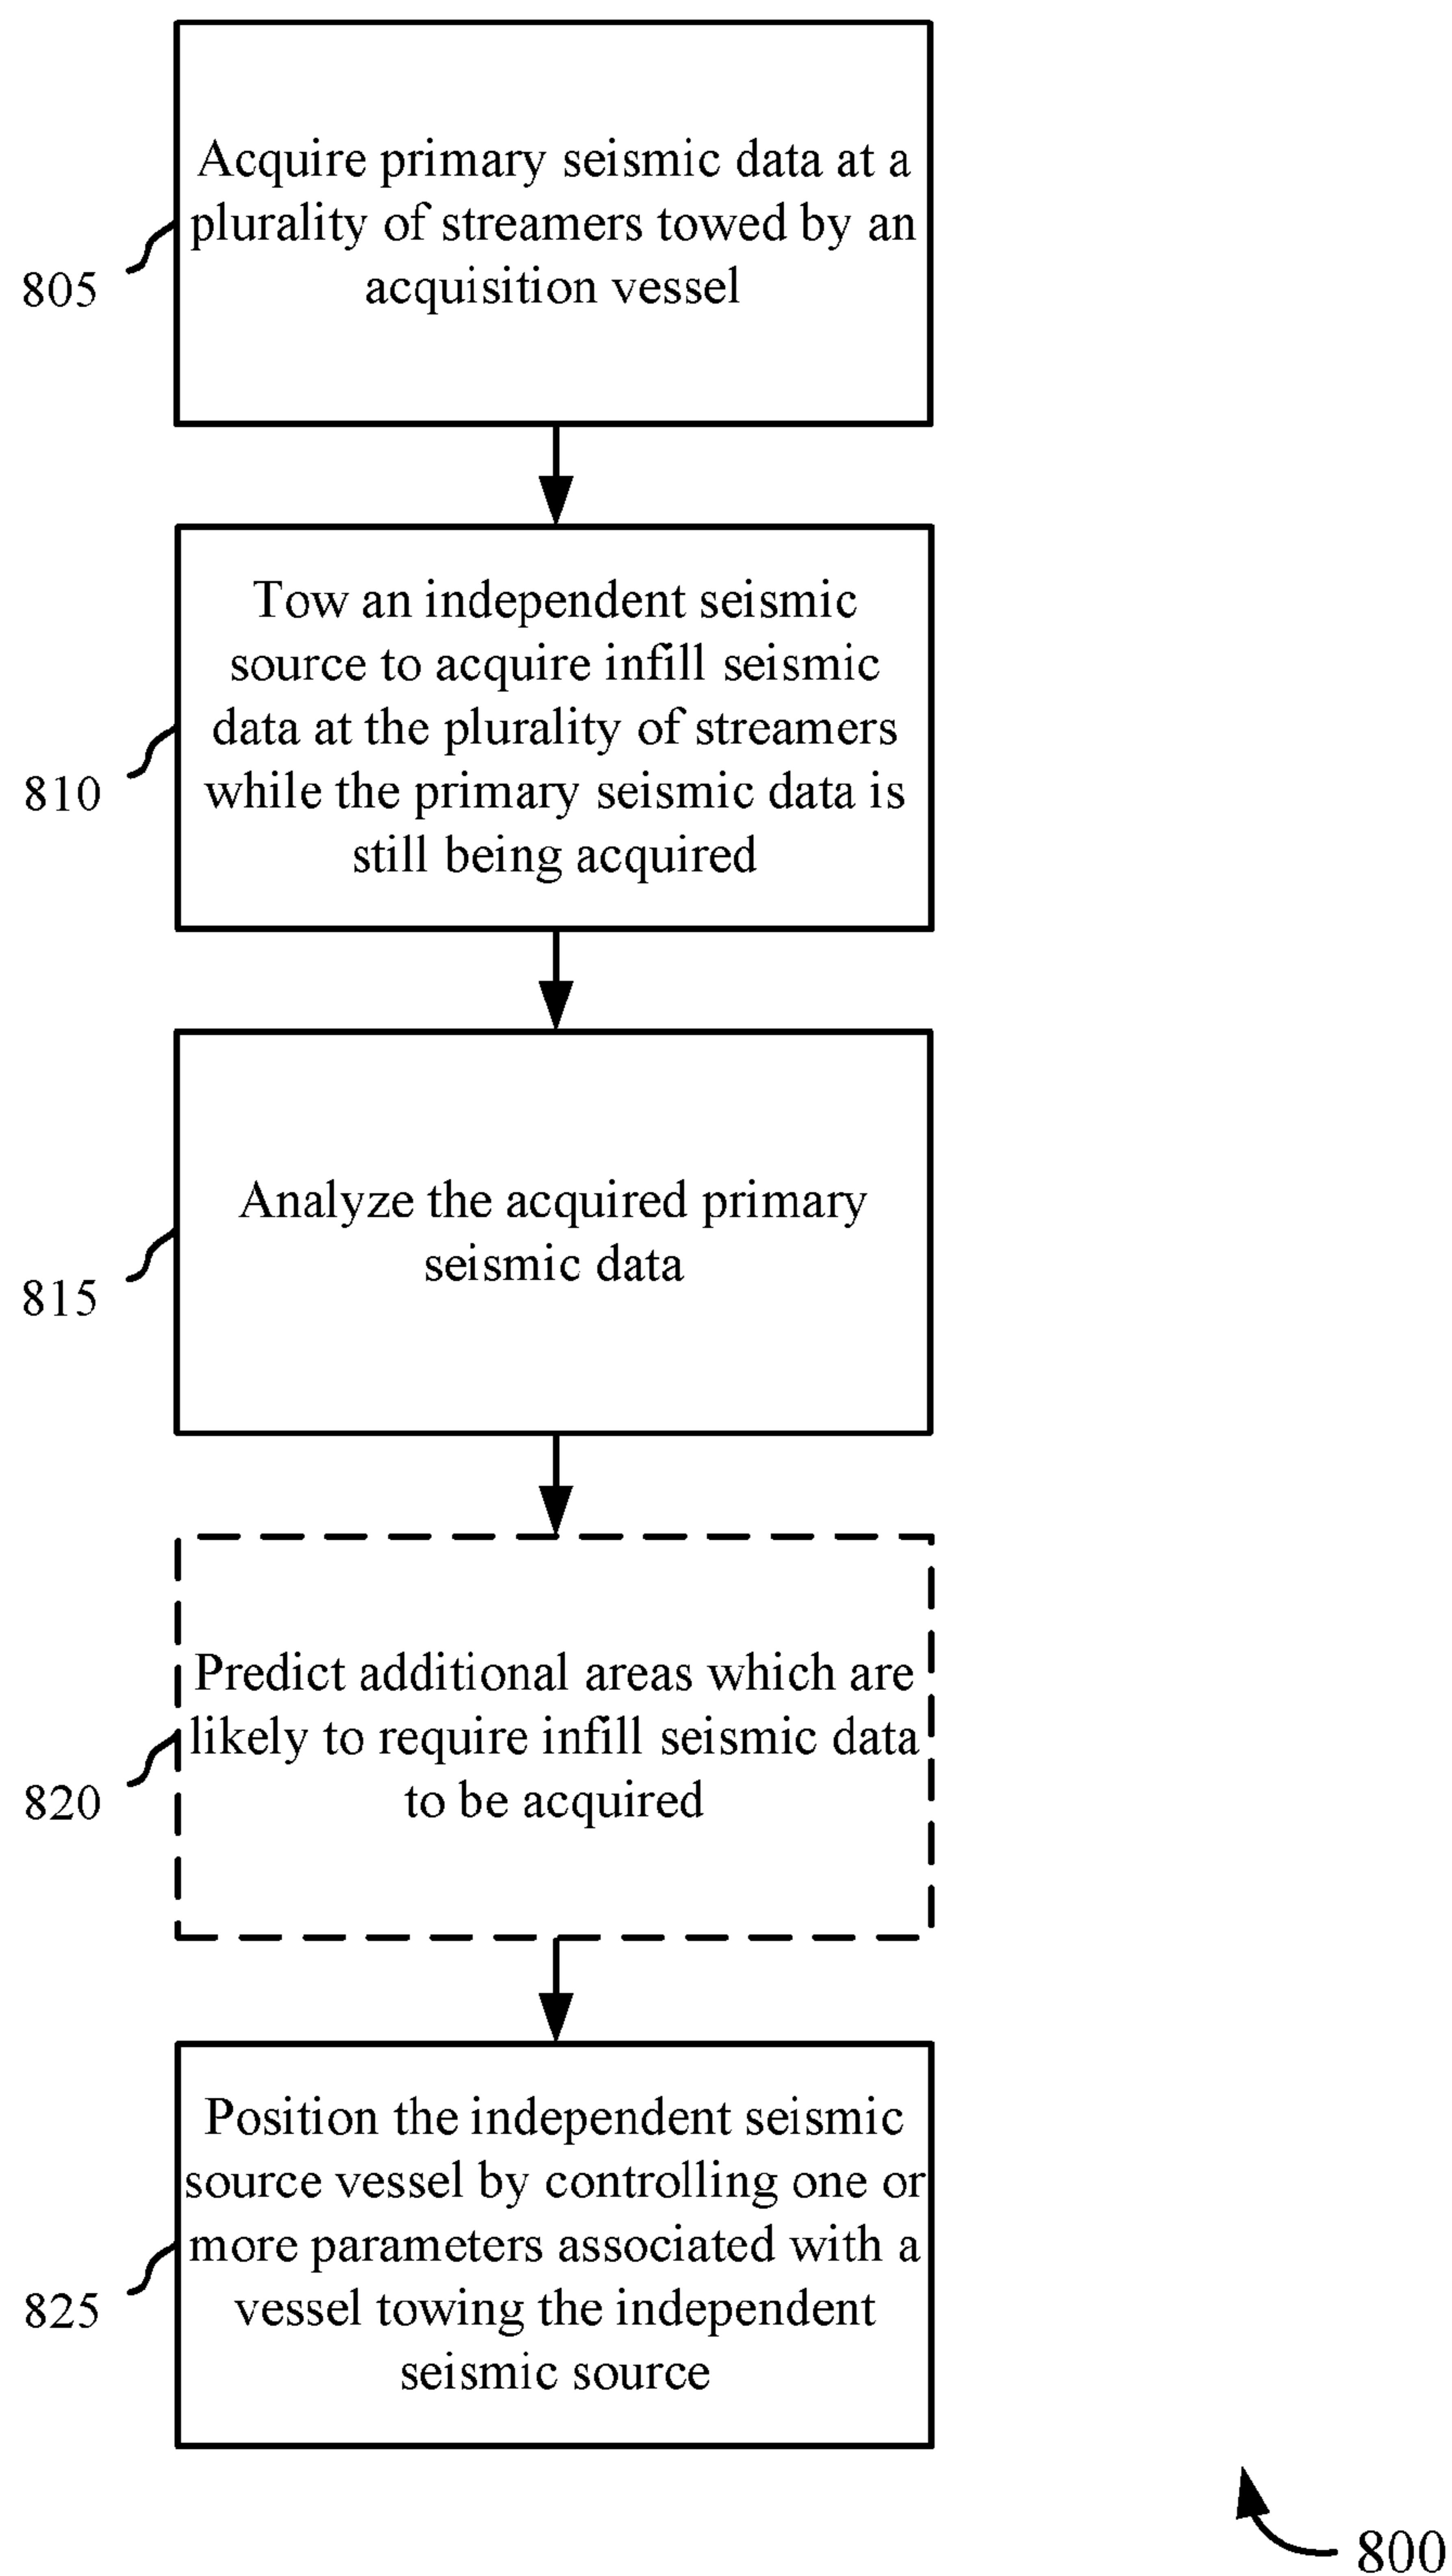 Acquire primary seismic data at a
plurality of streamers towed by an
acquisition vessel
805
Tow an independent seismic
source to acquire infill seismic
data at the plurality of streamers
while the primary seismic data is
still being acquired
810
Analyze the acquired primary
seismic data
815
Predict additional areas which are
likely to require infill seismic data
to be acquired
820
Position the independent seismic
source vessel by controlling one or
more parameters associated with a
vessel towing the independent
seismic source
825
800